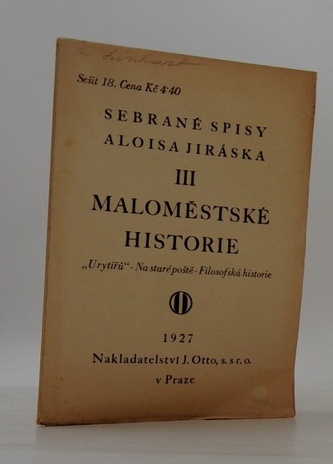 Sešit 18. Cena Kč 4·40
SEBRANÉ SPISY
ALOISA JIRÁSKA
III
MALOMĚSTSKÉ
HISTORIE
„U rytířů“ - Na staré poště - Filosofská historie
1927
Nakladatelství J. Otto, s. s r. o.
v Praze